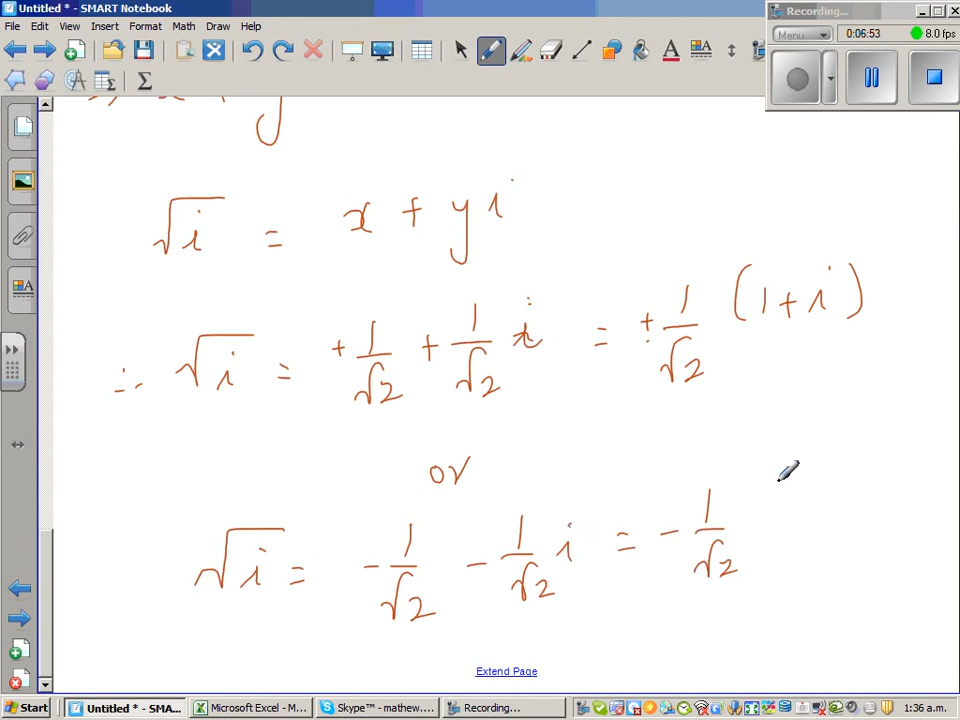 Untitled * - SMART Notebook
File Edit View Insert Format Math Draw Help
Recording...
Menu 0:06:53 8.0 fps
√i = x + y i
∴ √i = + 1/√2 + 1/√2 i = + 1/√2 (1 + i)
or
√i = - 1/√2 - 1/√2 i = - 1/√2
Extend Page
Start Untitled * - SMA... Microsoft Excel - M... Skype™ - mathew.... Recording... 1:36 a.m.